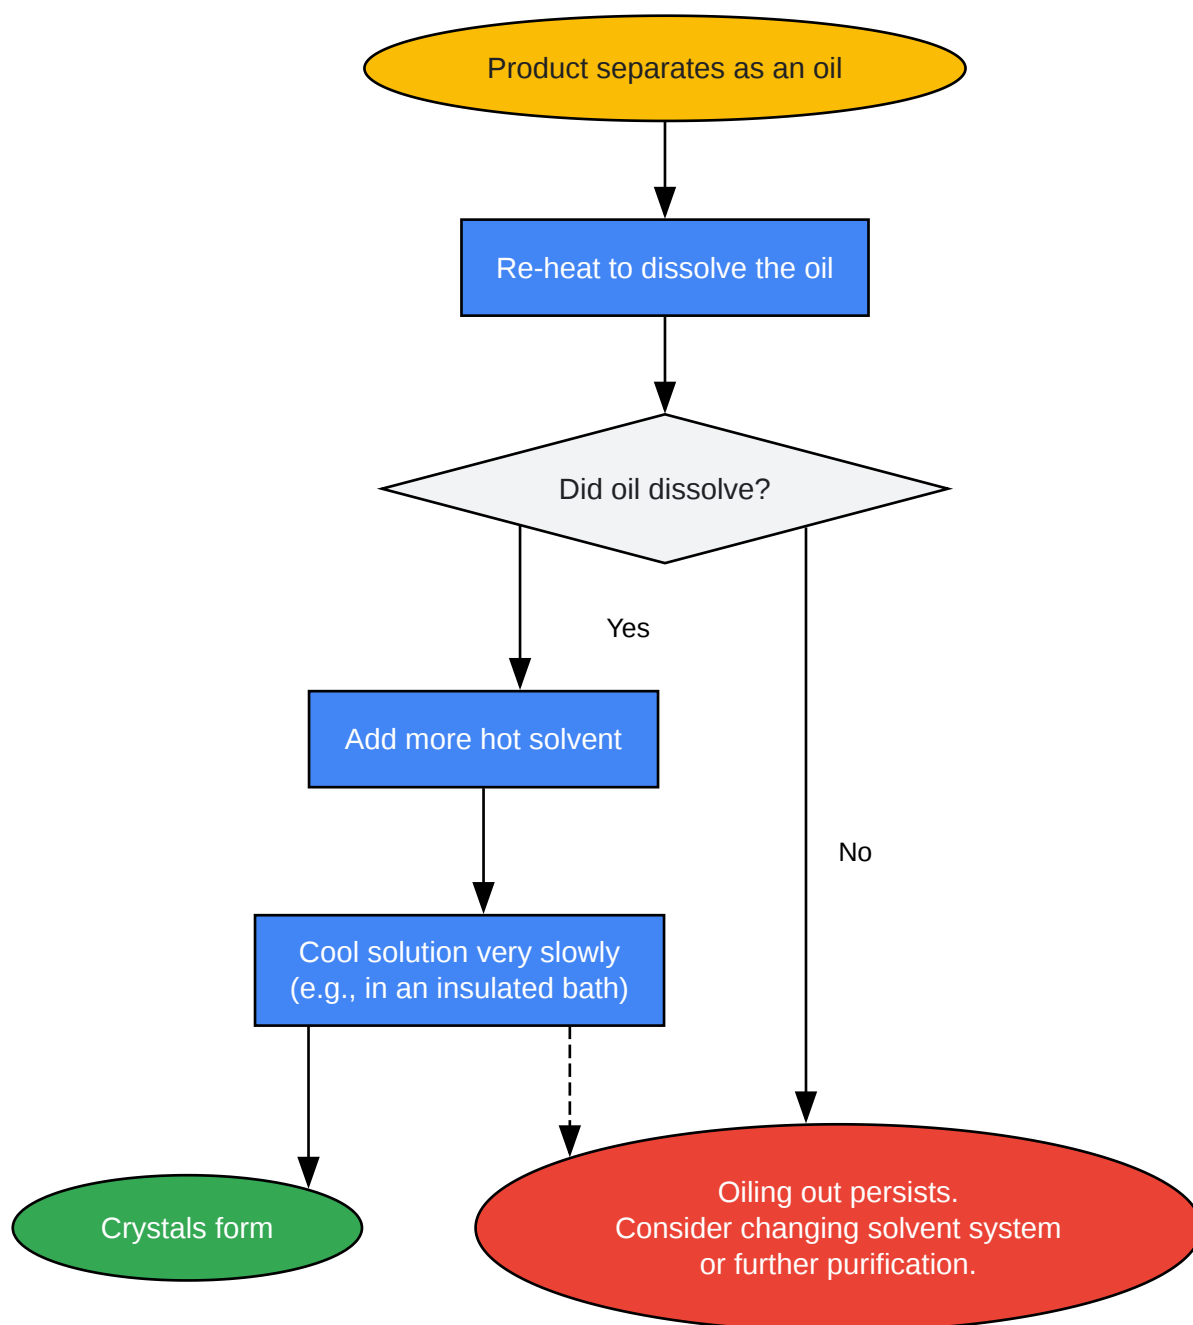 Product separates as an oil
Re-heat to dissolve the oil
Did oil dissolve?
Yes
Add more hot solvent
No
Cool solution very slowly
(e.g., in an insulated bath)
Crystals form
Oiling out persists.
Consider changing solvent system
or further purification.